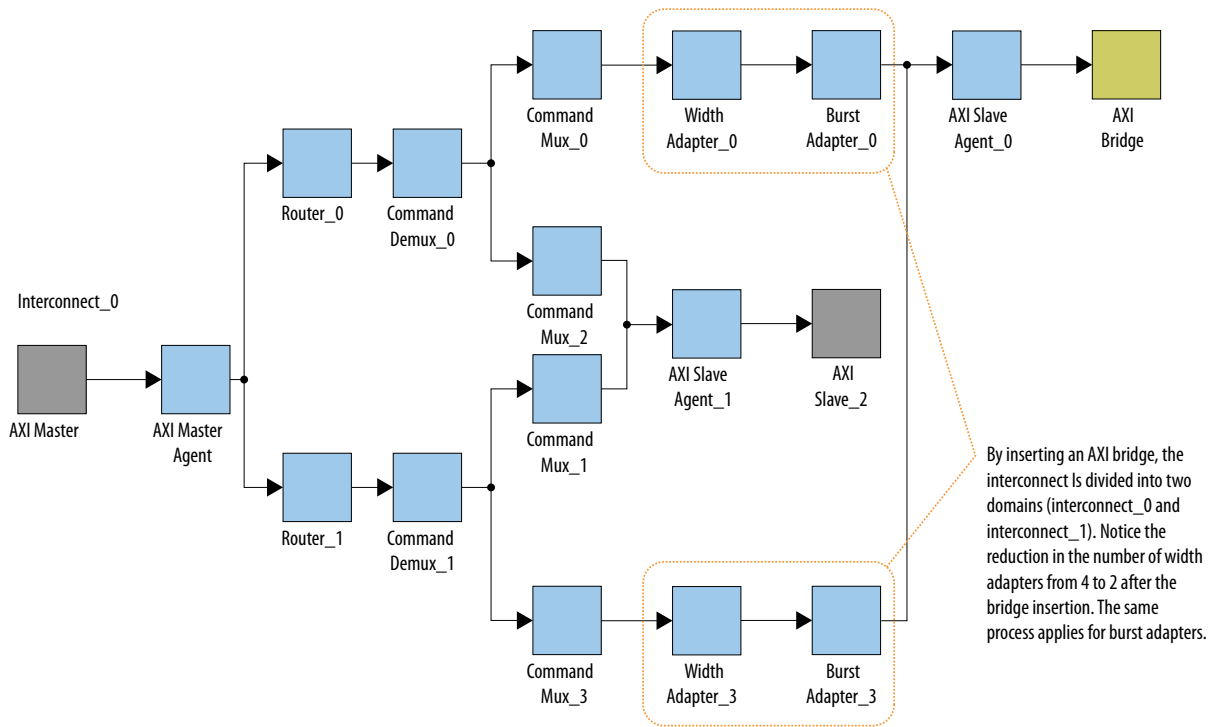 Command
Mux_0
Width
Adapter_0
Burst
Adapter_0
AXI Slave
Agent_0
AXI
Bridge
Router_0
Command
Demux_0
Command
Mux_2
Interconnect_0
AXI Master
AXI Master
Agent
AXI Slave
Agent_1
AXI
Slave_2
Command
Mux_1
Router_1
Command
Demux_1
By inserting an AXI bridge, the
interconnect Is divided into two
domains (interconnect_0 and
interconnect_1). Notice the
reduction in the number of width
adapters from 4 to 2 after the
bridge insertion. The same
process applies for burst adapters.
Command
Mux_3
Width
Adapter_3
Burst
Adapter_3